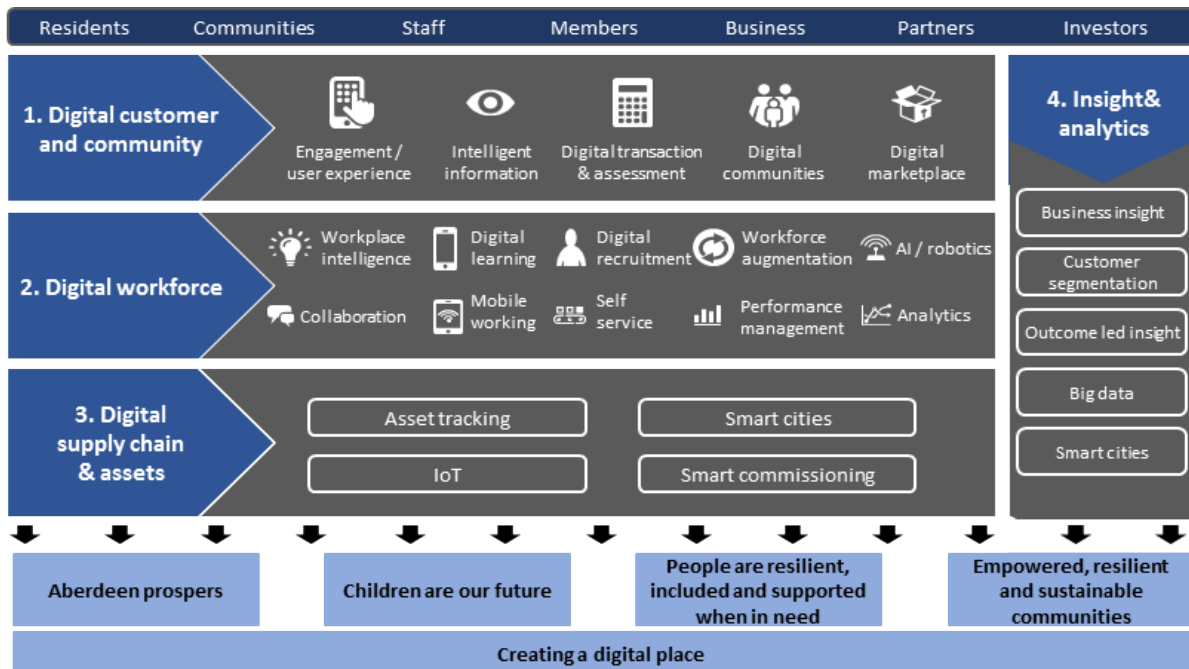 Residents
Communities
Staff
Members
Business
Partners
Investors
1. Digital customer
and community
Engagement /
user experience
Intelligent
information
Digital transaction
& assessment
Digital
communities
Digital
marketplace
2. Digital workforce
Workplace
intelligence
Digital
learning
Digital
recruitment
Workforce
augmentation
AI / robotics
Collaboration
Mobile
working
Self
service
Performance
management
Analytics
3. Digital
supply chain
& assets
Asset tracking
Smart cities
IoT
Smart commissioning
4. Insight&
analytics
Business insight
Customer
segmentation
Outcome led insight
Big data
Smart cities
Aberdeen prospers
Children are our future
People are resilient,
included and supported
when in need
Empowered, resilient
and sustainable
communities
Creating a digital place